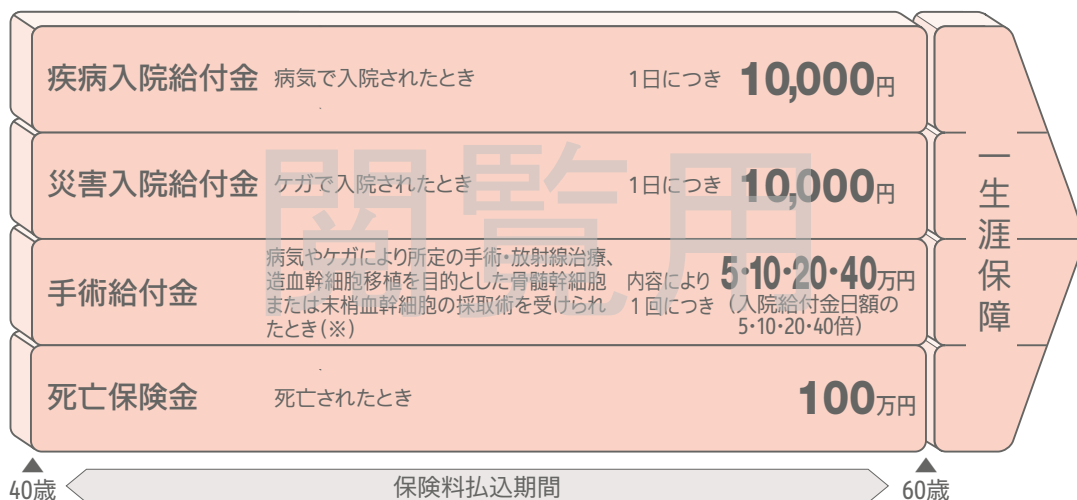 疾病入院給付金 病気で入院されたとき 1日につき 10,000円
災害入院給付金 ケガで入院されたとき 1日につき 10,000円
手術給付金
病気やケガにより所定の手術・放射線治療、
造血幹細胞移植を目的とした骨髄幹細胞
または末梢血幹細胞の採取術を受けられ
たとき(※)
内容により
1回につき
5・10・20・40万円
(入院給付金日額の
5・10・20・40倍)
死亡保険金 死亡されたとき 100万円
一生涯保障
閲覧用
40歳 保険料払込期間 60歳